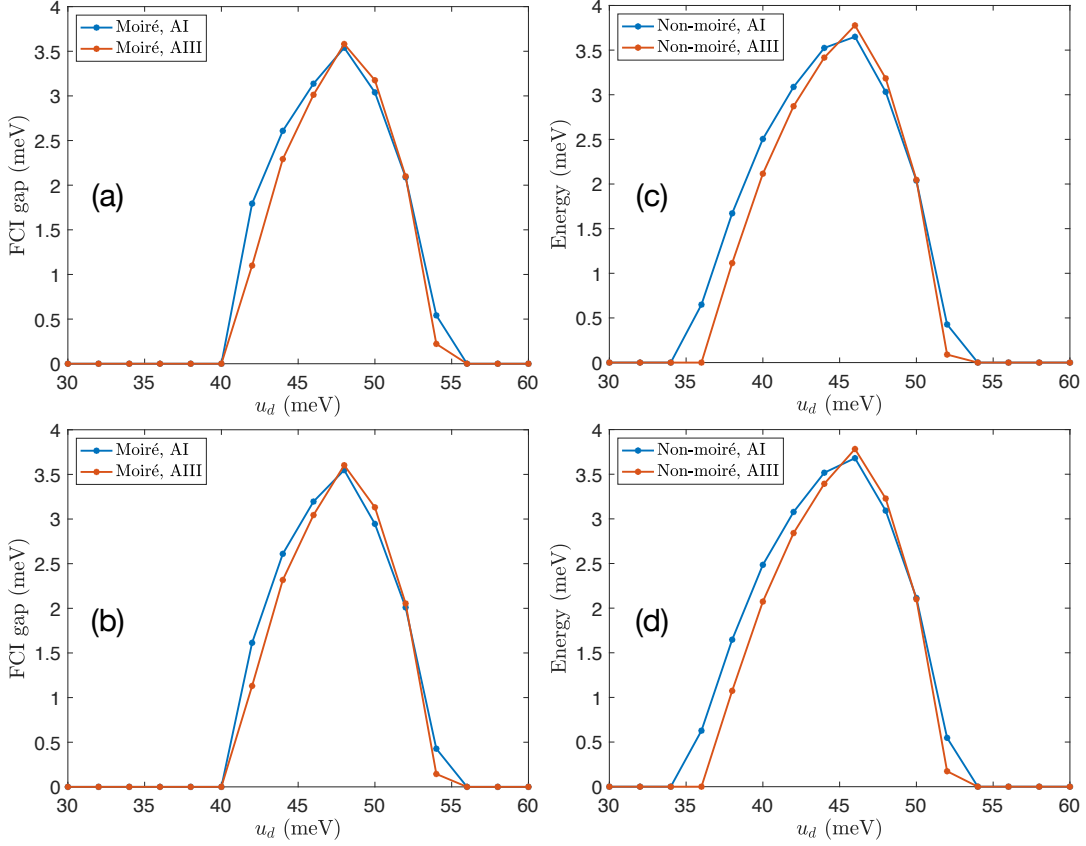 Moiré, AI
Moiré, AIII
(a)
FCI gap (meV)
4
3.5
3
2.5
2
1.5
1
0.5
0
30 35 40 45 50 55 60
u_d (meV)
Non-moiré, AI
Non-moiré, AIII
(c)
Energy (meV)
4
3.5
3
2.5
2
1.5
1
0.5
0
30 35 40 45 50 55 60
u_d (meV)
Moiré, AI
Moiré, AIII
(b)
FCI gap (meV)
4
3.5
3
2.5
2
1.5
1
0.5
0
30 35 40 45 50 55 60
u_d (meV)
Non-moiré, AI
Non-moiré, AIII
(d)
Energy (meV)
4
3.5
3
2.5
2
1.5
1
0.5
0
30 35 40 45 50 55 60
u_d (meV)